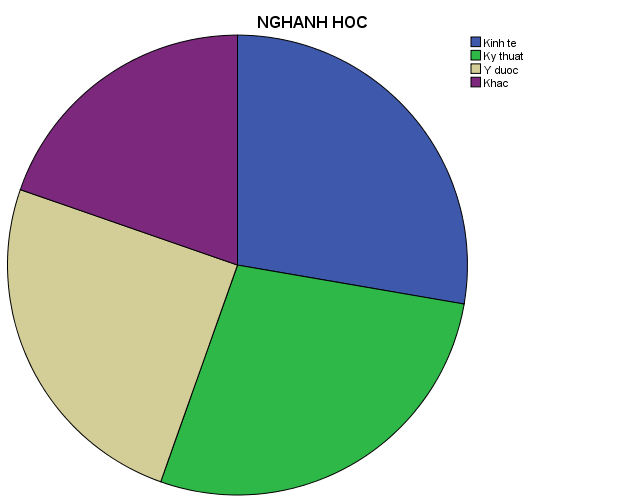 NGHANH HOC
Kinh te
Ky thuat
Y duoc
Khac